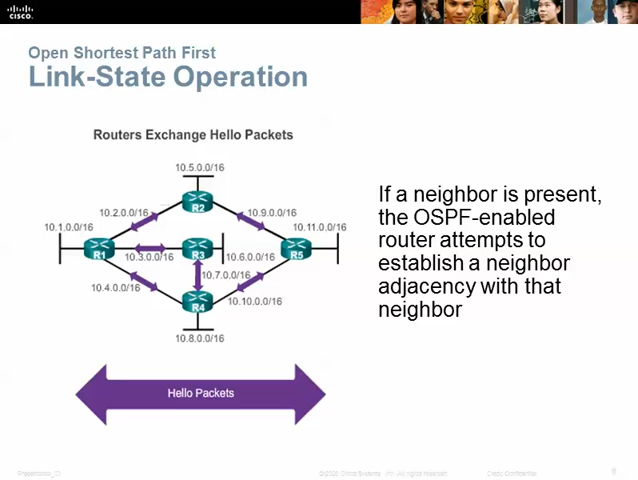 CISCO
Open Shortest Path First
Link-State Operation
Routers Exchange Hello Packets
10.5.0.0/16
R2
10.2.0.0/16
10.9.0.0/16
10.1.0.0/16
10.11.0.0/16
R1
R3
R5
10.3.0.0/16
10.6.0.0/16
10.7.0.0/16
10.4.0.0/16
10.10.0.0/16
R4
10.8.0.0/16
Hello Packets
If a neighbor is present,
the OSPF-enabled
router attempts to
establish a neighbor
adjacency with that
neighbor
Presentation_ID
Cisco Confidential